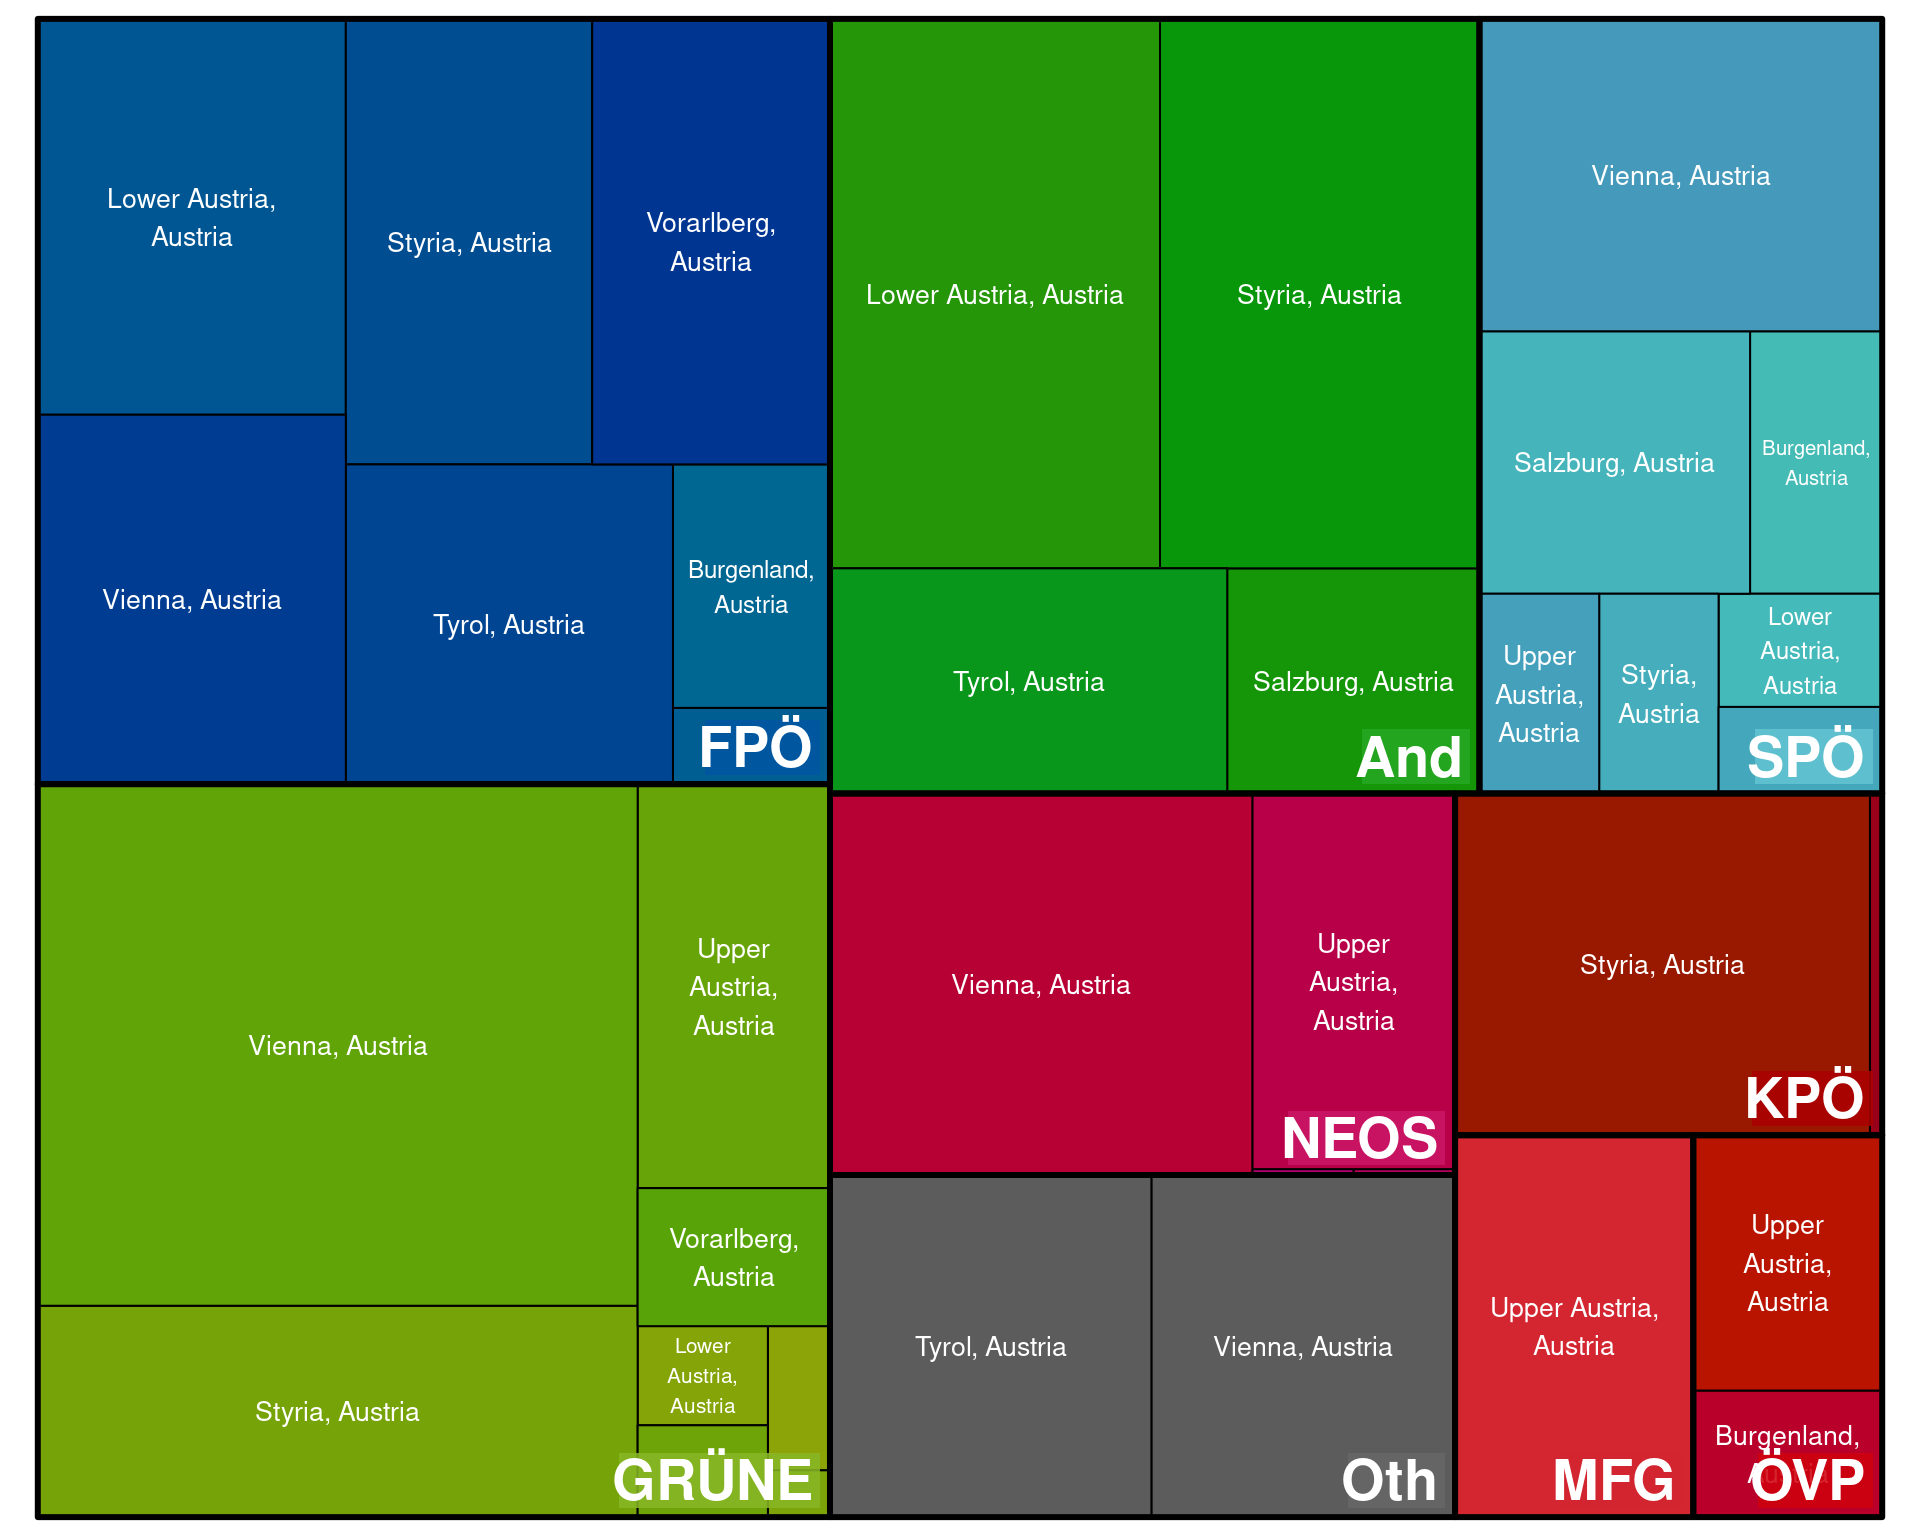 Lower Austria,
Austria
Styria, Austria
Vorarlberg,
Austria
Vienna, Austria
Tyrol, Austria
Burgenland,
Austria
FPÖ
Lower Austria, Austria
Styria, Austria
Tyrol, Austria
Salzburg, Austria
And
Vienna, Austria
Salzburg, Austria
Burgenland,
Austria
Upper
Austria,
Austria
Styria,
Austria
Lower
Austria,
Austria
SPÖ
Vienna, Austria
Upper
Austria,
Austria
Vorarlberg,
Austria
Styria, Austria
Lower
Austria,
Austria
GRÜNE
Vienna, Austria
Upper
Austria,
Austria
NEOS
Styria, Austria
KPÖ
Tyrol, Austria
Vienna, Austria
Oth
Upper Austria,
Austria
MFG
Upper
Austria,
Austria
Burgenland,
ÖVP